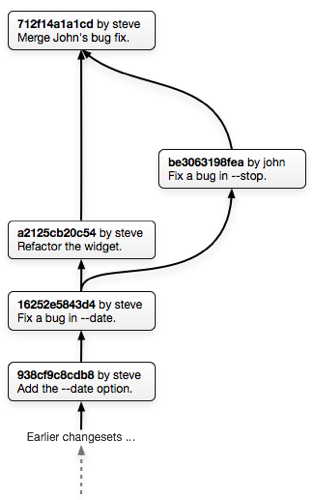 712f14a1a1cd by steve
Merge John's bug fix.
be3063198fea by john
Fix a bug in --stop.
a2125cb20c54 by steve
Refactor the widget.
16252e5843d4 by steve
Fix a bug in --date.
938cf9c8cdb8 by steve
Add the --date option.
Earlier changesets ...